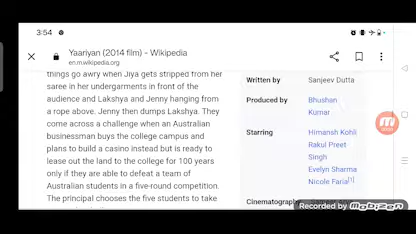 3:54
Yaariyan (2014 film) – Wikipedia
en.m.wikipedia.org
things go awry when Jiya gets stripped from her
saree in her undergarments in front of the
audience and Lakshya and Jenny hanging from
a rope above. Jenny then dumps Lakshya. They
come across a challenge when an Australian
businessman buys the college campus and
plans to build a casino instead but is ready to
lease out the land to the college for 100 years
only if they are able to defeat a team of
Australian students in a five-round competition.
The principal chooses the five students to take
Written by Sanjeev Dutta
Produced by Bhushan
Kumar
Starring Himansh Kohli
Rakul Preet
Singh
Evelyn Sharma
Nicole Faria[1]
Cinematography
Recorded by
Mobizen